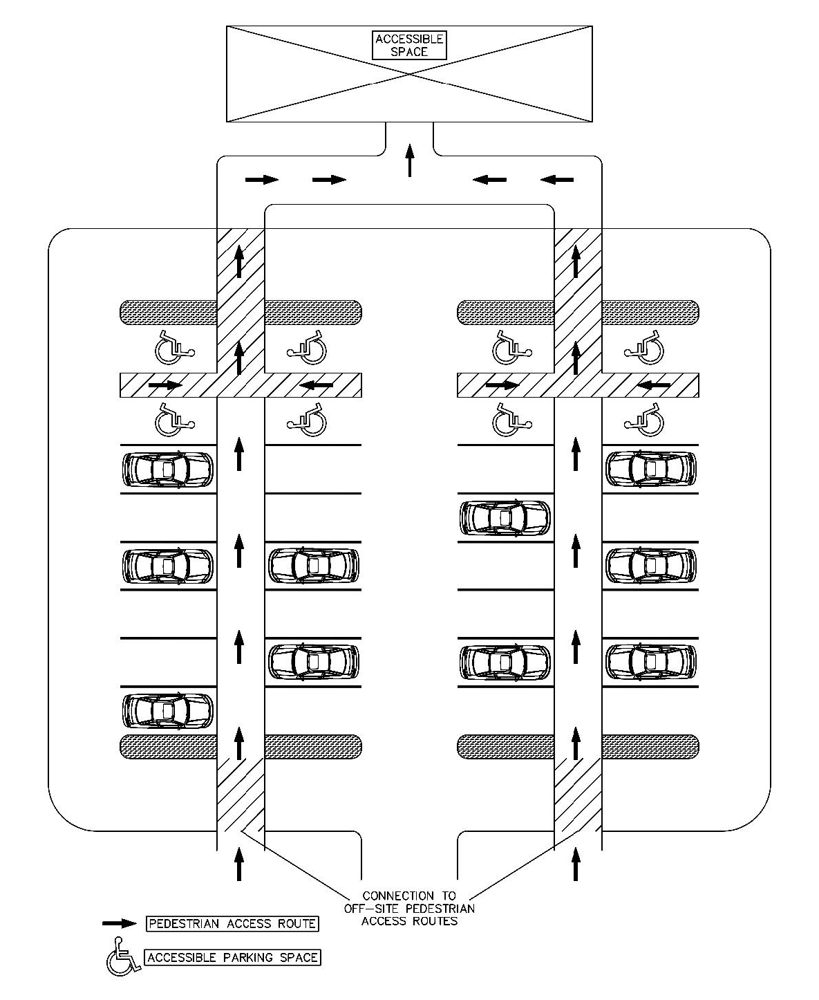 ACCESSIBLE
SPACE
CONNECTION TO
OFF-SITE PEDESTRIAN
ACCESS ROUTES
PEDESTRIAN ACCESS ROUTE
ACCESSIBLE PARKING SPACE